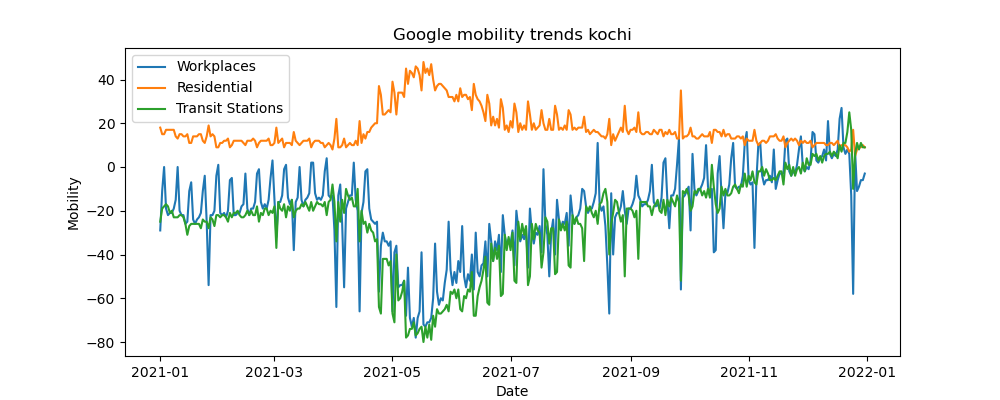 Google mobility trends kochi
Workplaces
Residential
Transit Stations
Mobility
40
20
0
−20
−40
−60
−80
2021-01
2021-03
2021-05
2021-07
2021-09
2021-11
2022-01
Date